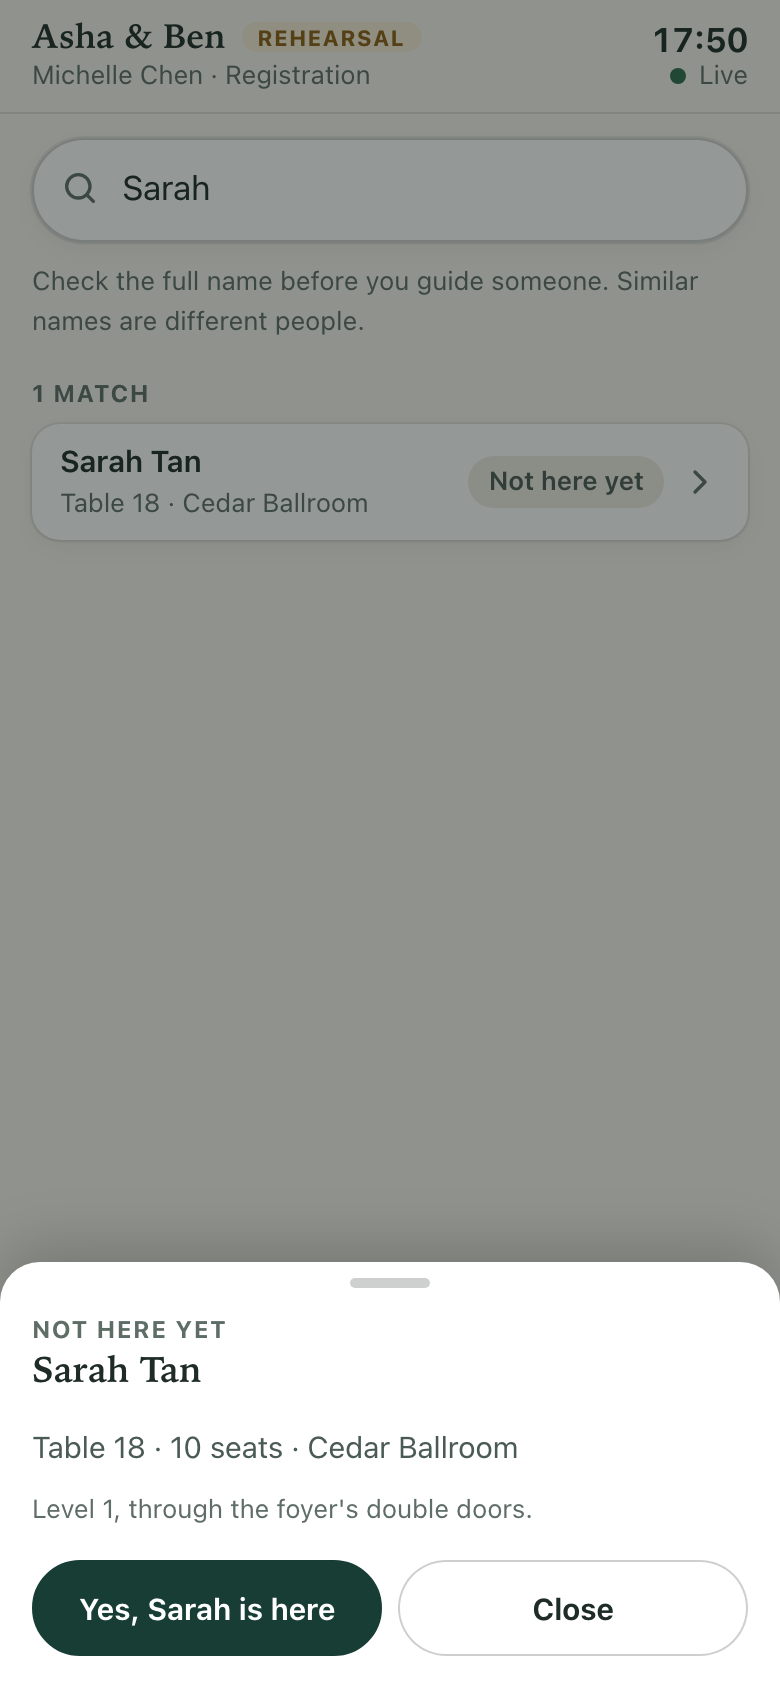 Asha & Ben REHEARSAL 17:50
Michelle Chen · Registration Live
Sarah
Check the full name before you guide someone. Similar
names are different people.
1 MATCH
Sarah Tan
Table 18 · Cedar Ballroom
Not here yet
NOT HERE YET
Sarah Tan
Table 18 · 10 seats · Cedar Ballroom
Level 1, through the foyer's double doors.
Yes, Sarah is here
Close